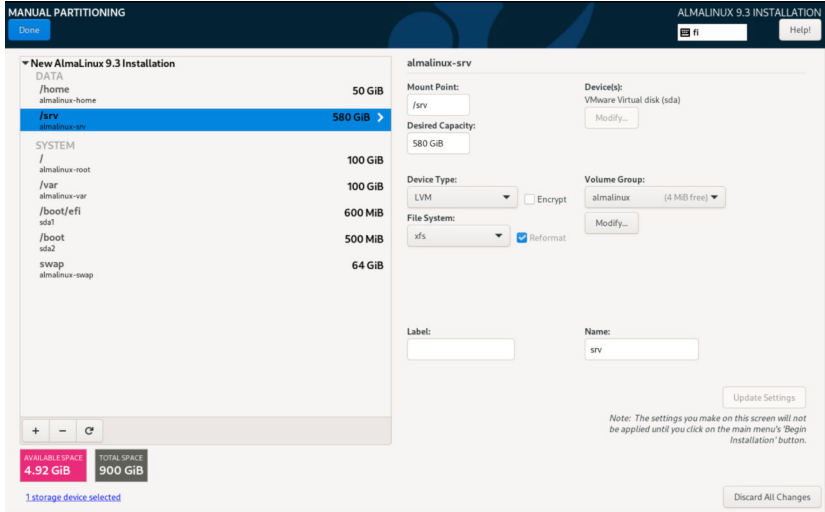 MANUAL PARTITIONING
ALMALINUX 9.3 INSTALLATION
Done
fi
Help!
New AlmaLinux 9.3 Installation
DATA
/home 50 GiB
almalinux-home
/srv 580 GiB
almalinux-srv
SYSTEM
/ 100 GiB
almalinux-root
/var 100 GiB
almalinux-var
/boot/efi 600 MiB
sda1
/boot 500 MiB
sda2
swap 64 GiB
almalinux-swap
+ −
AVAILABLE SPACE
4.92 GiB
TOTAL SPACE
900 GiB
1 storage device selected
almalinux-srv
Mount Point:
/srv
Desired Capacity:
580 GiB
Device(s):
VMware Virtual disk (sda)
Modify...
Device Type:
LVM
Encrypt
Volume Group:
almalinux (4 MiB free)
Modify...
File System:
xfs
Reformat
Label:
Name:
srv
Update Settings
Note: The settings you make on this screen will not
be applied until you click on the main menu's 'Begin
Installation' button.
Discard All Changes